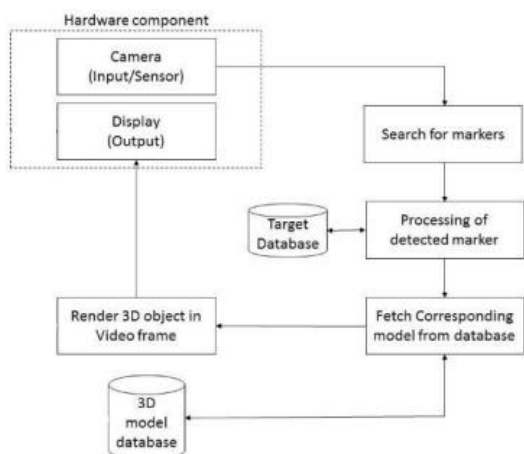 Hardware component
Camera
(Input/Sensor)
Display
(Output)
Search for markers
Target
Database
Processing of
detected marker
Render 3D object in
Video frame
Fetch Corresponding
model from database
3D
model
database